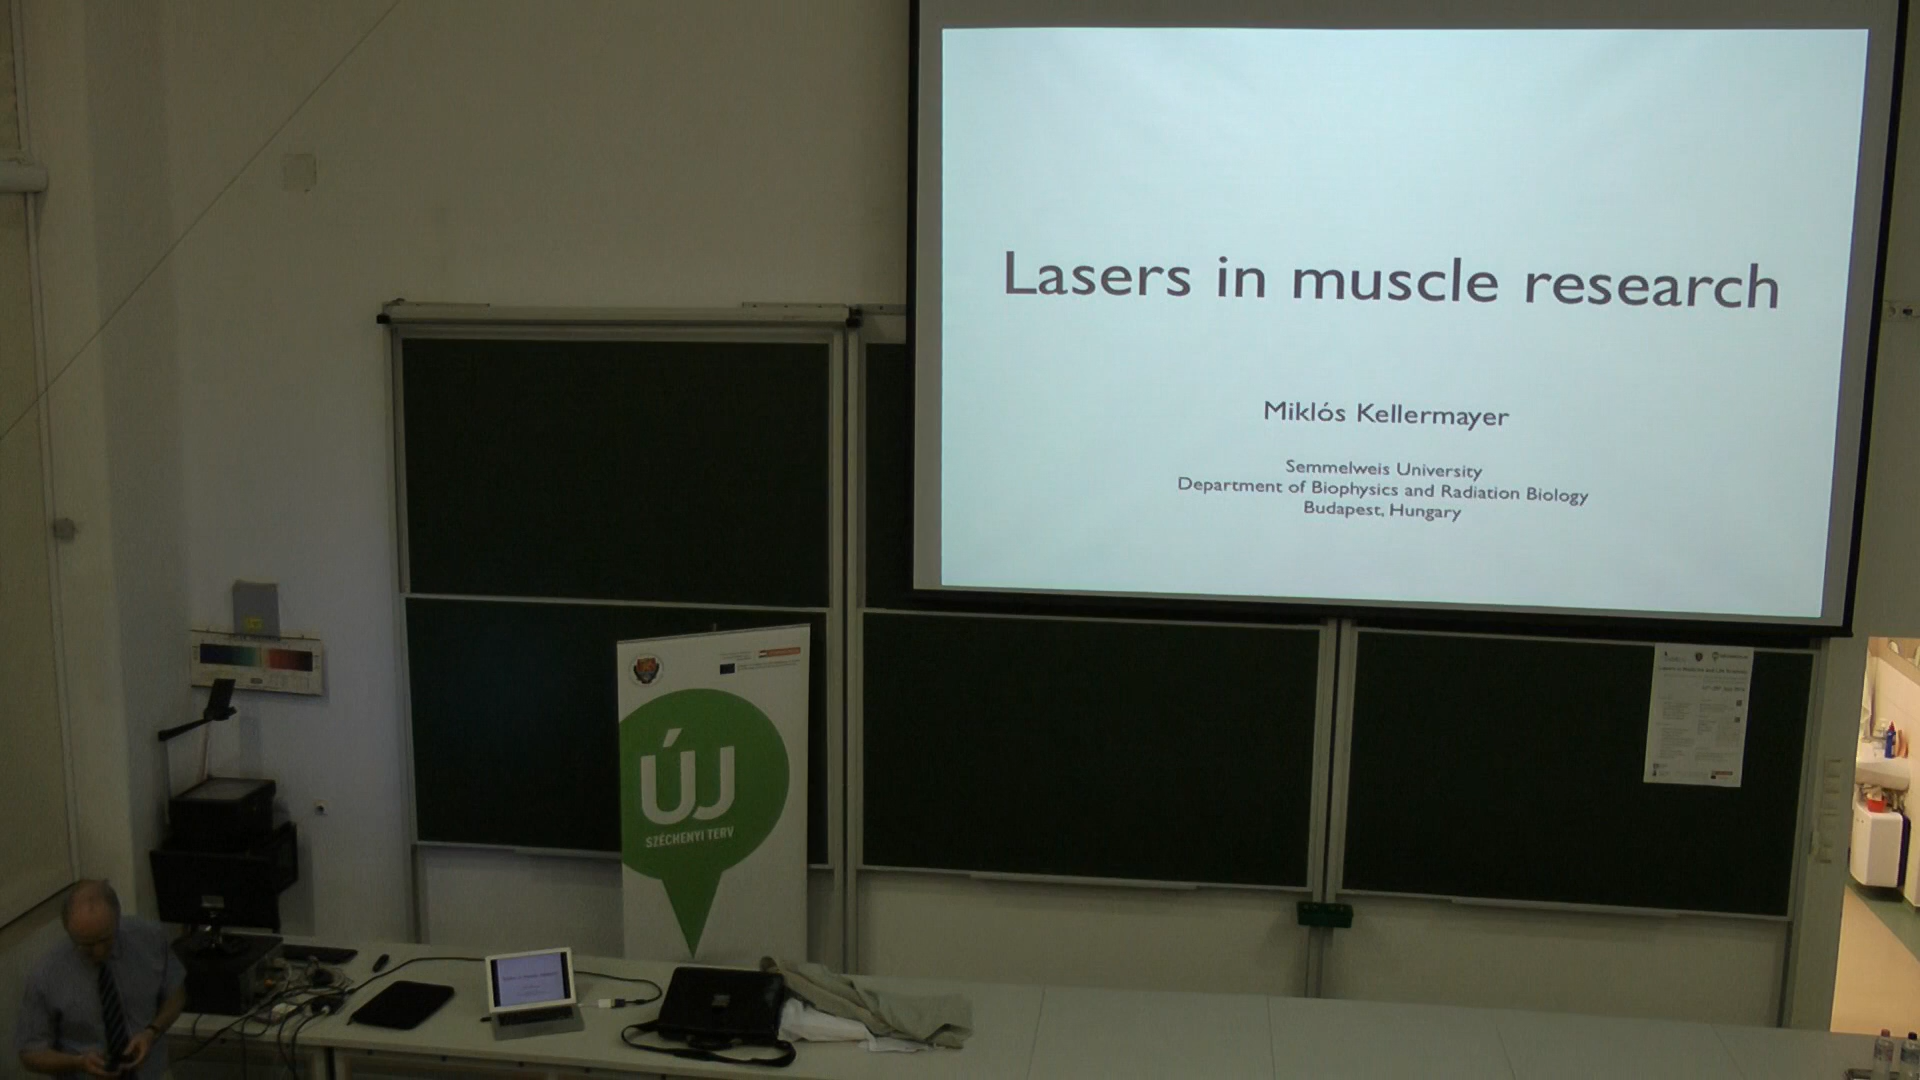 Lasers in muscle research
Miklós Kellermayer
Semmelweis University
Department of Biophysics and Radiation Biology
Budapest, Hungary
ÚJ
SZÉCHENYI TERV